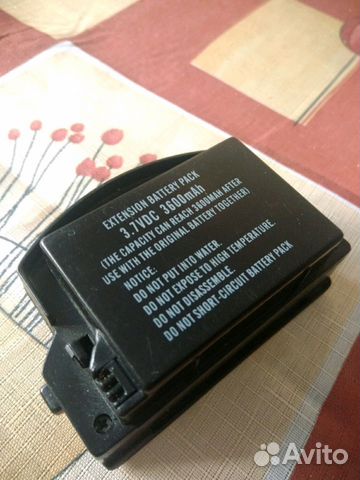 EXTENSION BATTERY PACK
3.7VDC 3600mAh
(THE CAPACITY CAN REACH 3600MAH AFTER
USE WITH THE ORIGINAL BATTERY TOGETHER)
NOTICE:
DO NOT PUT INTO WATER.
DO NOT EXPOSE TO HIGH TEMPERATURE.
DO NOT DISASSEMBLE.
DO NOT SHORT-CIRCUIT BATTERY PACK
Avito